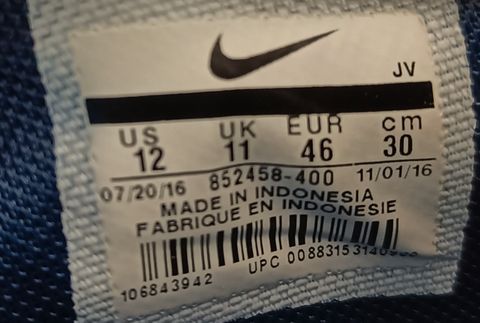 JV
US UK EUR cm
12 11 46 30
07/20/16 852458-400 11/01/16
MADE IN INDONESIA
FABRIQUE EN INDONESIE
106843942 UPC